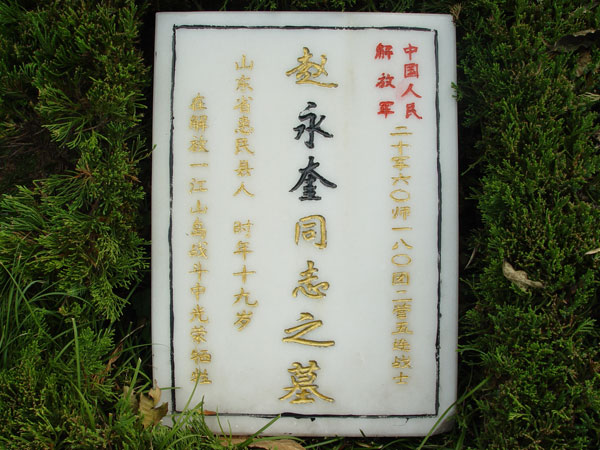 中国人民
解放军
二十军六〇师一八〇团二营五连战士
赵永奎同志之墓
山东省惠民县人 时年十九岁
在解放一江山岛战斗中光荣牺牲